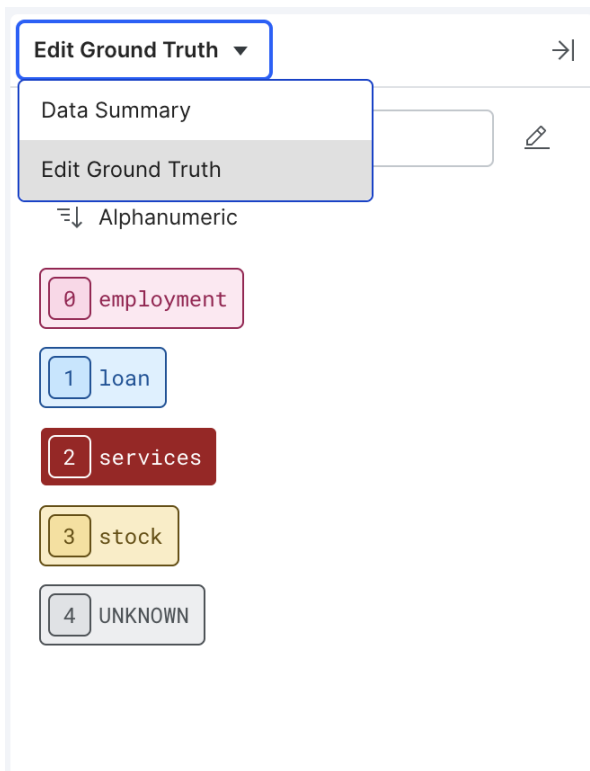 Edit Ground Truth
Data Summary
Edit Ground Truth
Alphanumeric
0 employment
1 loan
2 services
3 stock
4 UNKNOWN